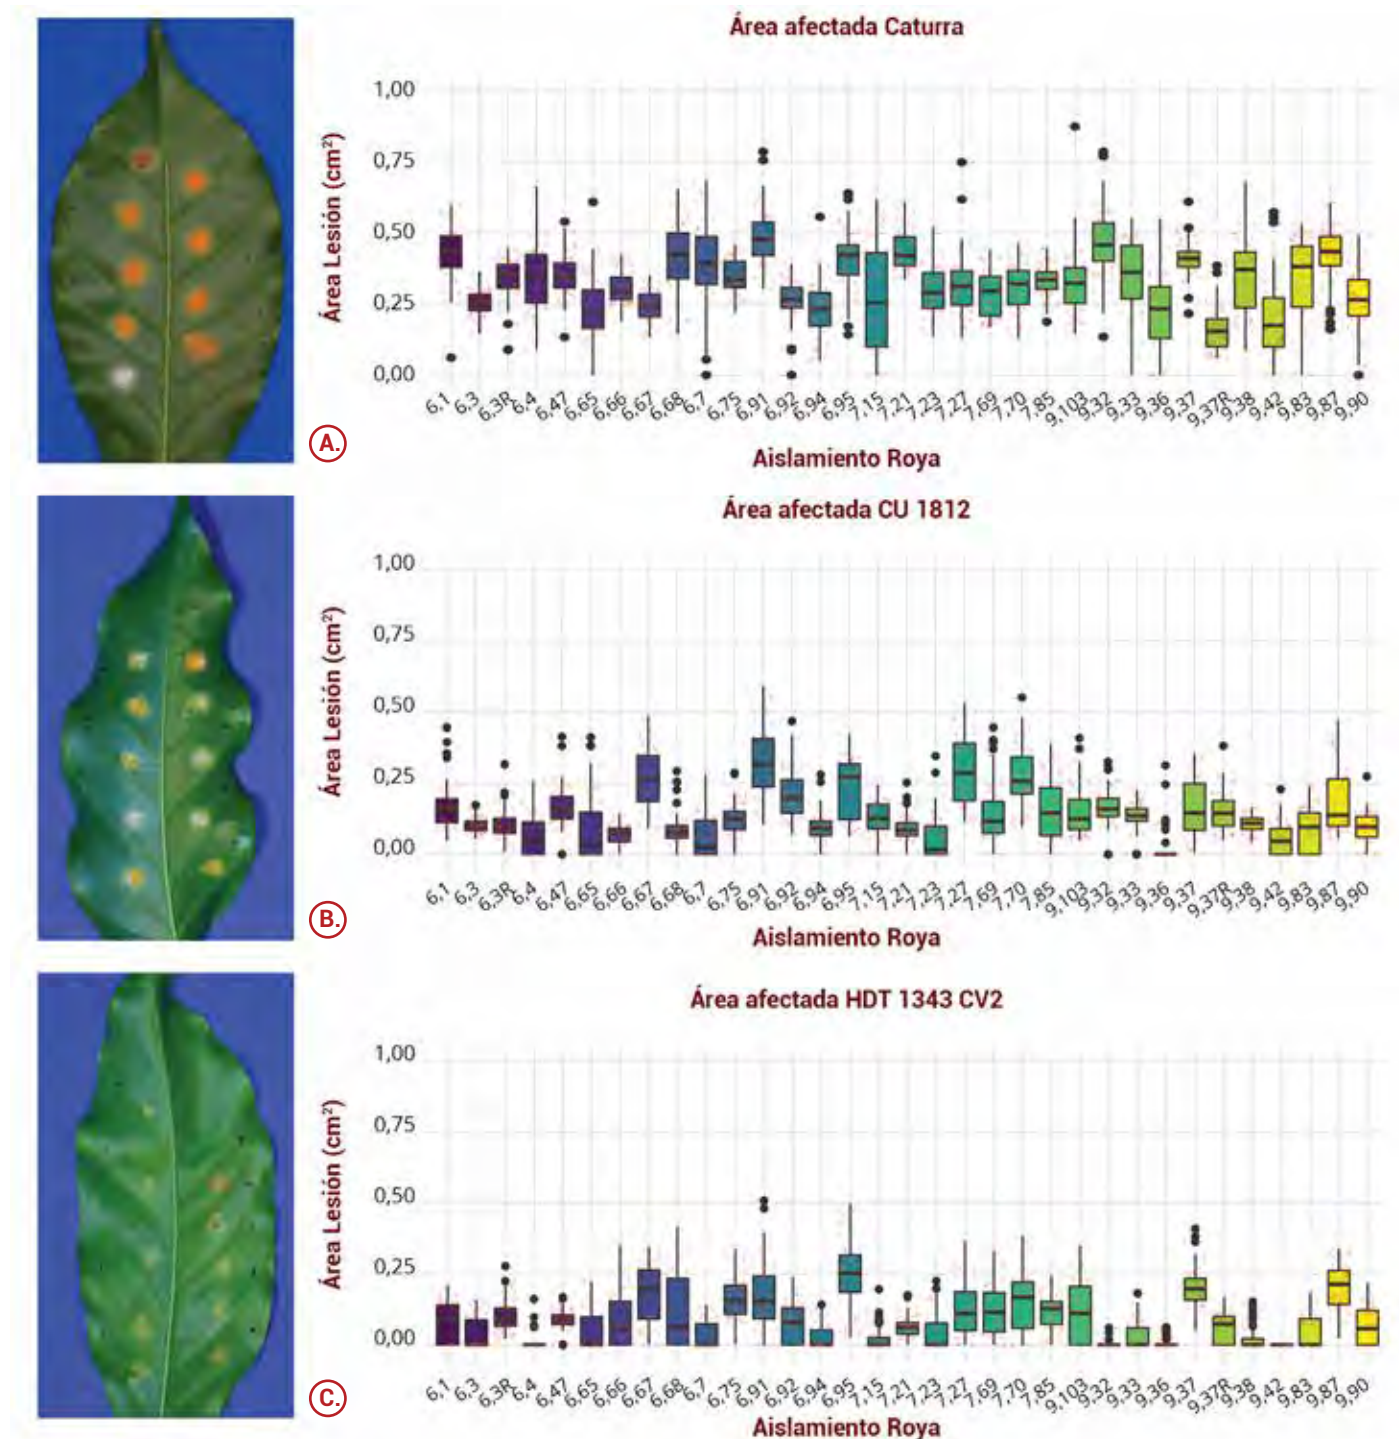 Área afectada Caturra
Área Lesión (cm²)
1,00
0,75
0,50
0,25
0,00
6,1 6,3 6,3R 6,4 6,47 6,65 6,66 6,67 6,68 6,7 6,75 6,91 6,92 6,94 6,95 7,15 7,21 7,23 7,27 7,69 7,70 7,85 9,103 9,32 9,33 9,36 9,37 9,37R 9,38 9,42 9,83 9,87 9,90
A.
Aislamiento Roya
Área afectada CU 1812
Área Lesión (cm²)
1,00
0,75
0,50
0,25
0,00
6,1 6,3 6,3R 6,4 6,47 6,65 6,66 6,67 6,68 6,7 6,75 6,91 6,92 6,94 6,95 7,15 7,21 7,23 7,27 7,69 7,70 7,85 9,103 9,32 9,33 9,36 9,37 9,37R 9,38 9,42 9,83 9,87 9,90
B.
Aislamiento Roya
Área afectada HDT 1343 CV2
Área Lesión (cm²)
1,00
0,75
0,50
0,25
0,00
6,1 6,3 6,3R 6,4 6,47 6,65 6,66 6,67 6,68 6,7 6,75 6,91 6,92 6,94 6,95 7,15 7,21 7,23 7,27 7,69 7,70 7,85 9,103 9,32 9,33 9,36 9,37 9,37R 9,38 9,42 9,83 9,87 9,90
C.
Aislamiento Roya